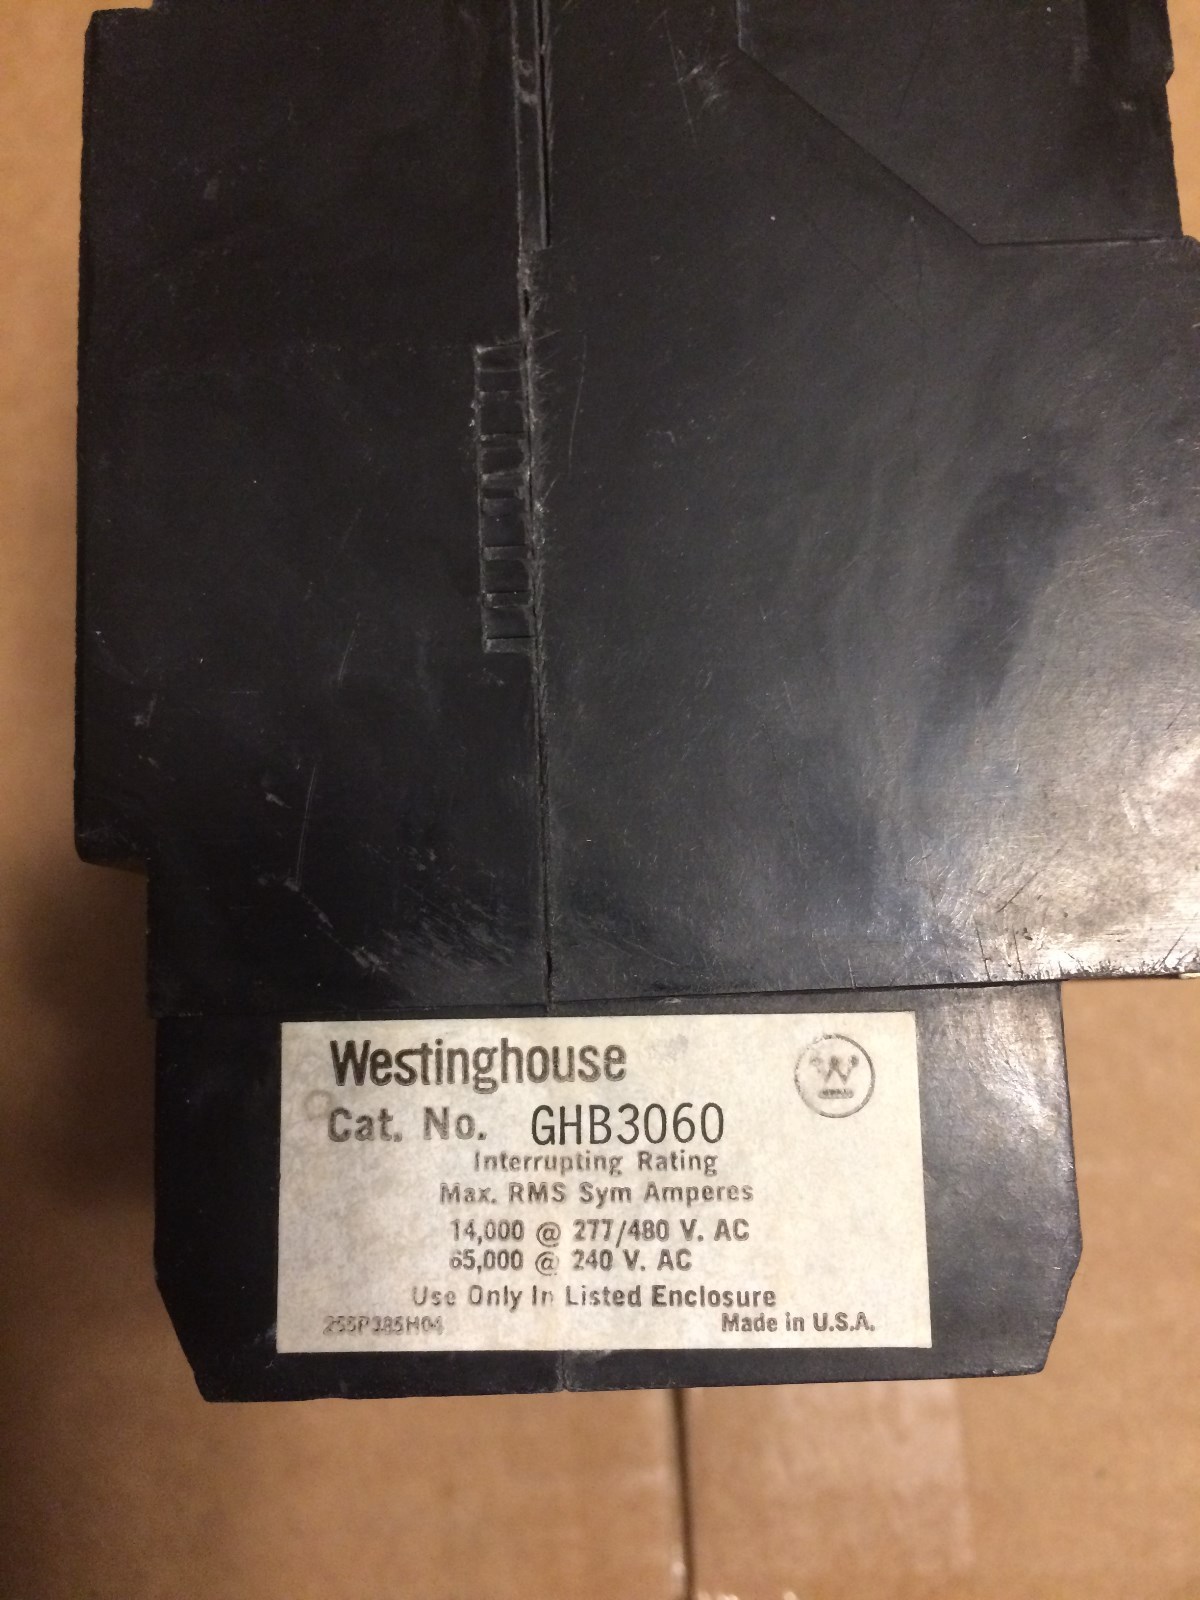 Westinghouse
W
Cat. No. GHB3060
Interrupting Rating
Max. RMS Sym Amperes
14,000 @ 277/480 V. AC
65,000 @ 240 V. AC
Use Only In Listed Enclosure
255P385H04 Made in U.S.A.